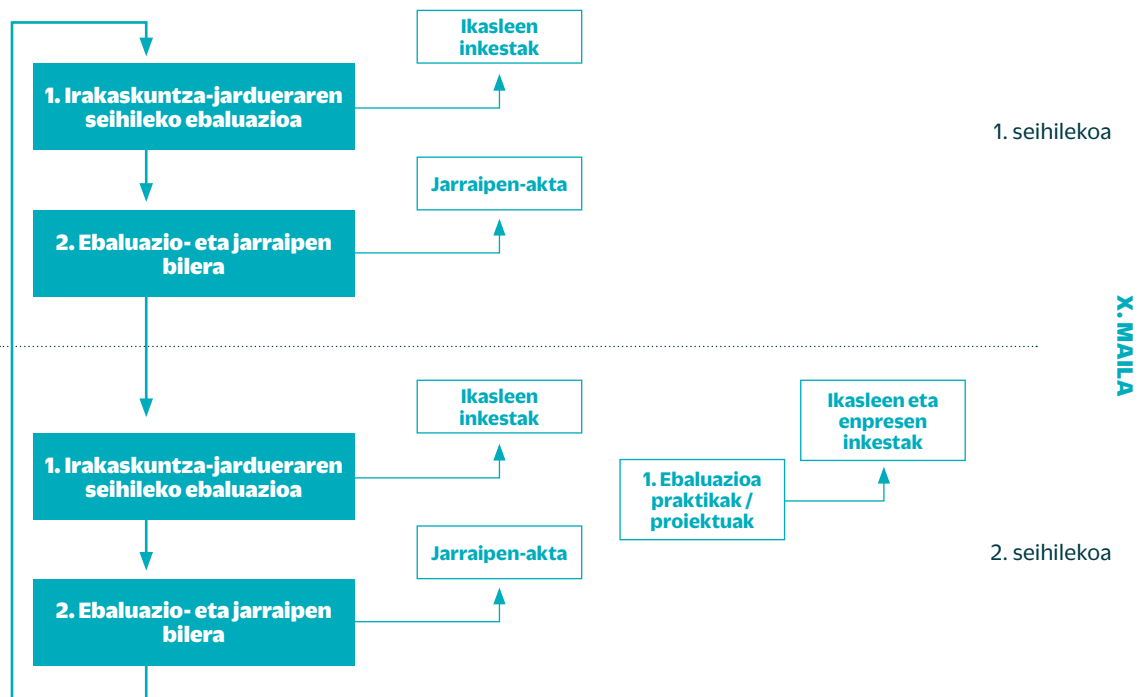 Ikasleen
inkestak
1. Irakaskuntza-jardueraren
seihileko ebaluazioa
1. seihilekoa
Jarraipen-akta
2. Ebaluazio- eta jarraipen
bilera
X. MAILA
Ikasleen
inkestak
Ikasleen eta
enpresen
inkestak
1. Irakaskuntza-jardueraren
seihileko ebaluazioa
1. Ebaluazioa
praktikak /
proiektuak
Jarraipen-akta
2. seihilekoa
2. Ebaluazio- eta jarraipen
bilera